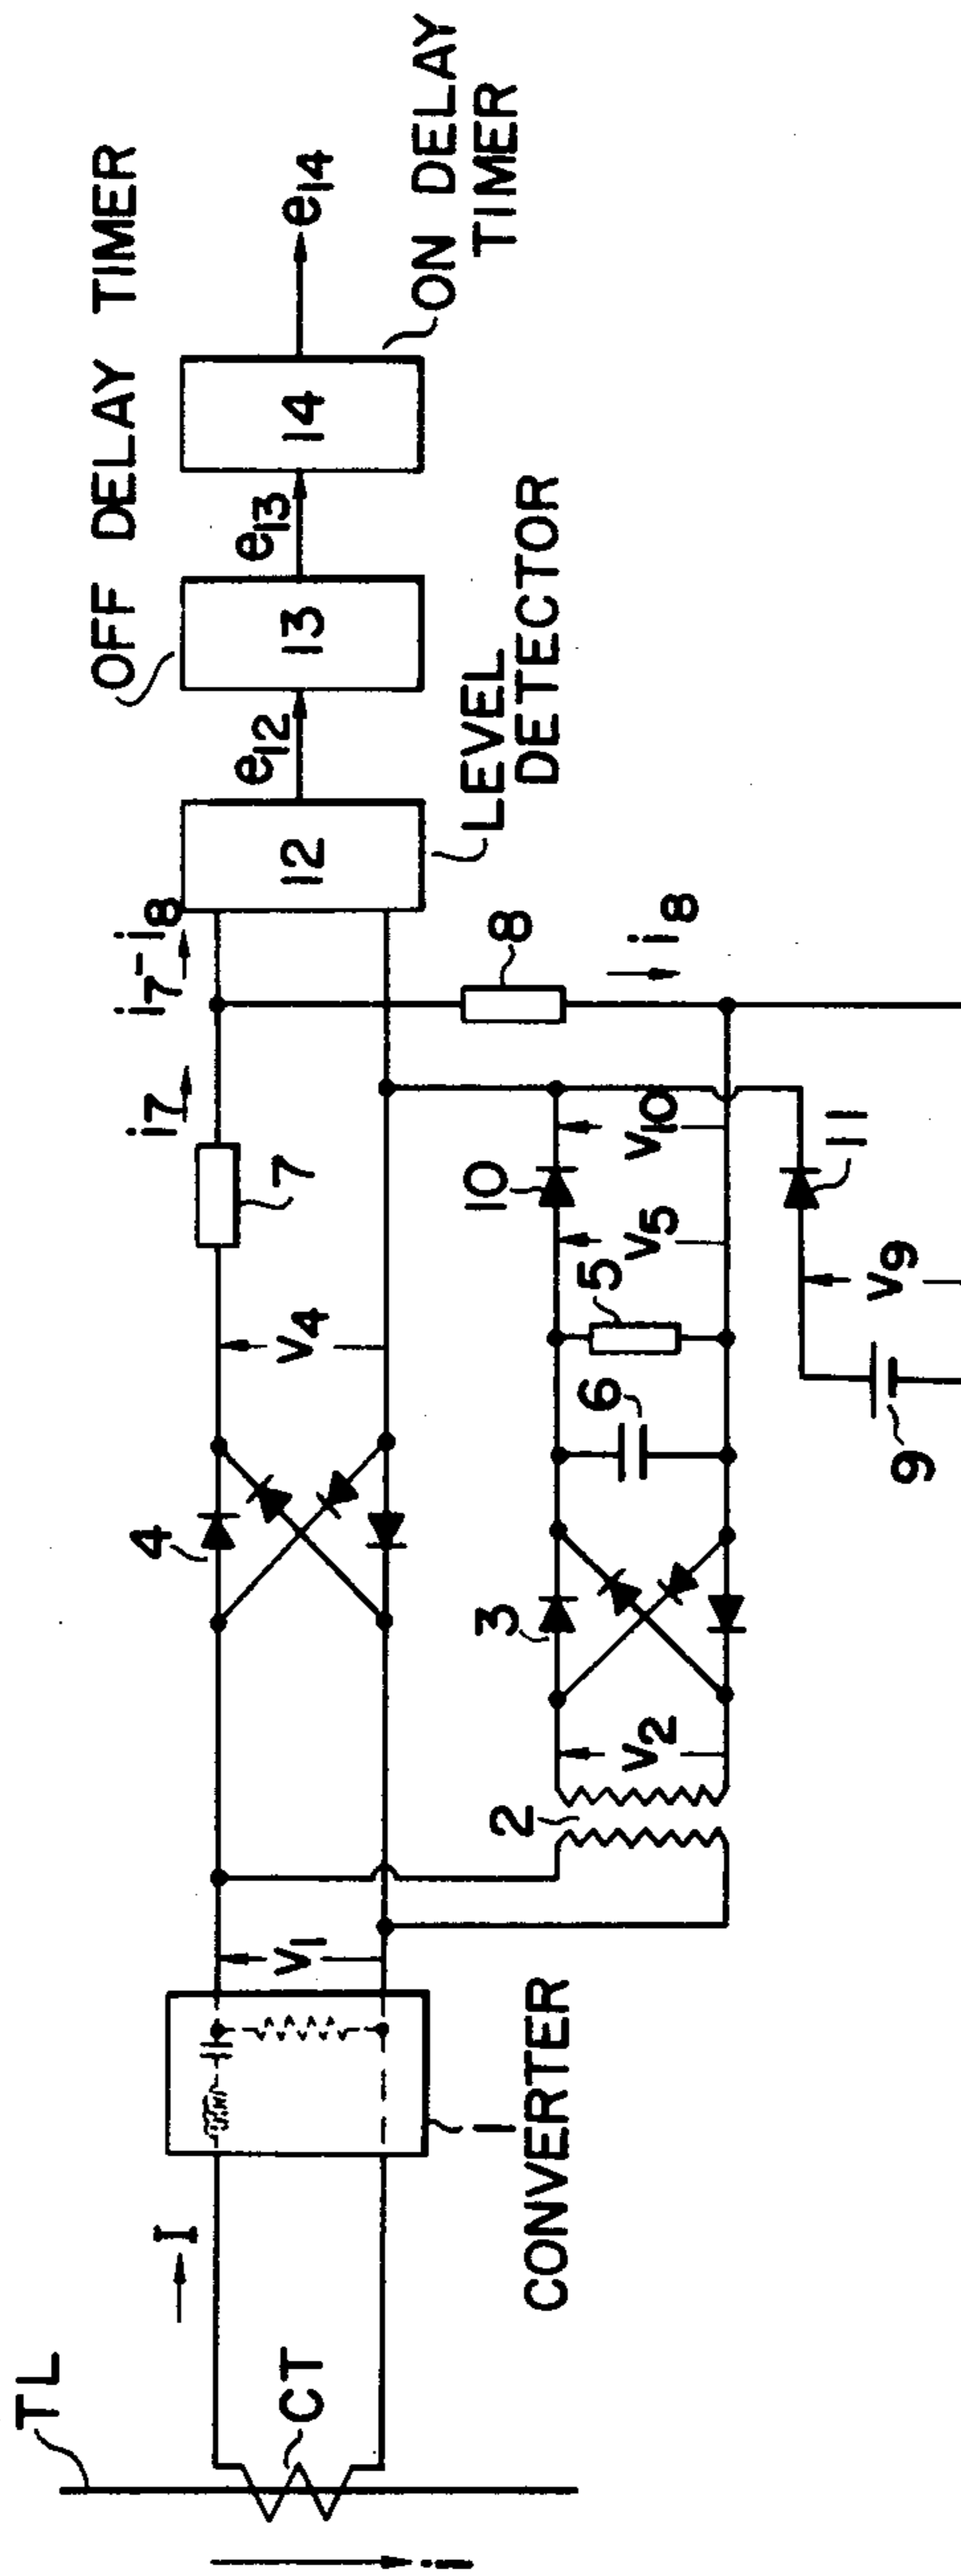 TL
i
CT
I
CONVERTER
1
V1
2
V2
3
4
V4
6
5
V5
10
V10
7
i7
i7-i8
8
i8
9
V9
11
12
LEVEL
DETECTOR
e12
13
OFF DELAY TIMER
e13
14
ON DELAY
TIMER
e14